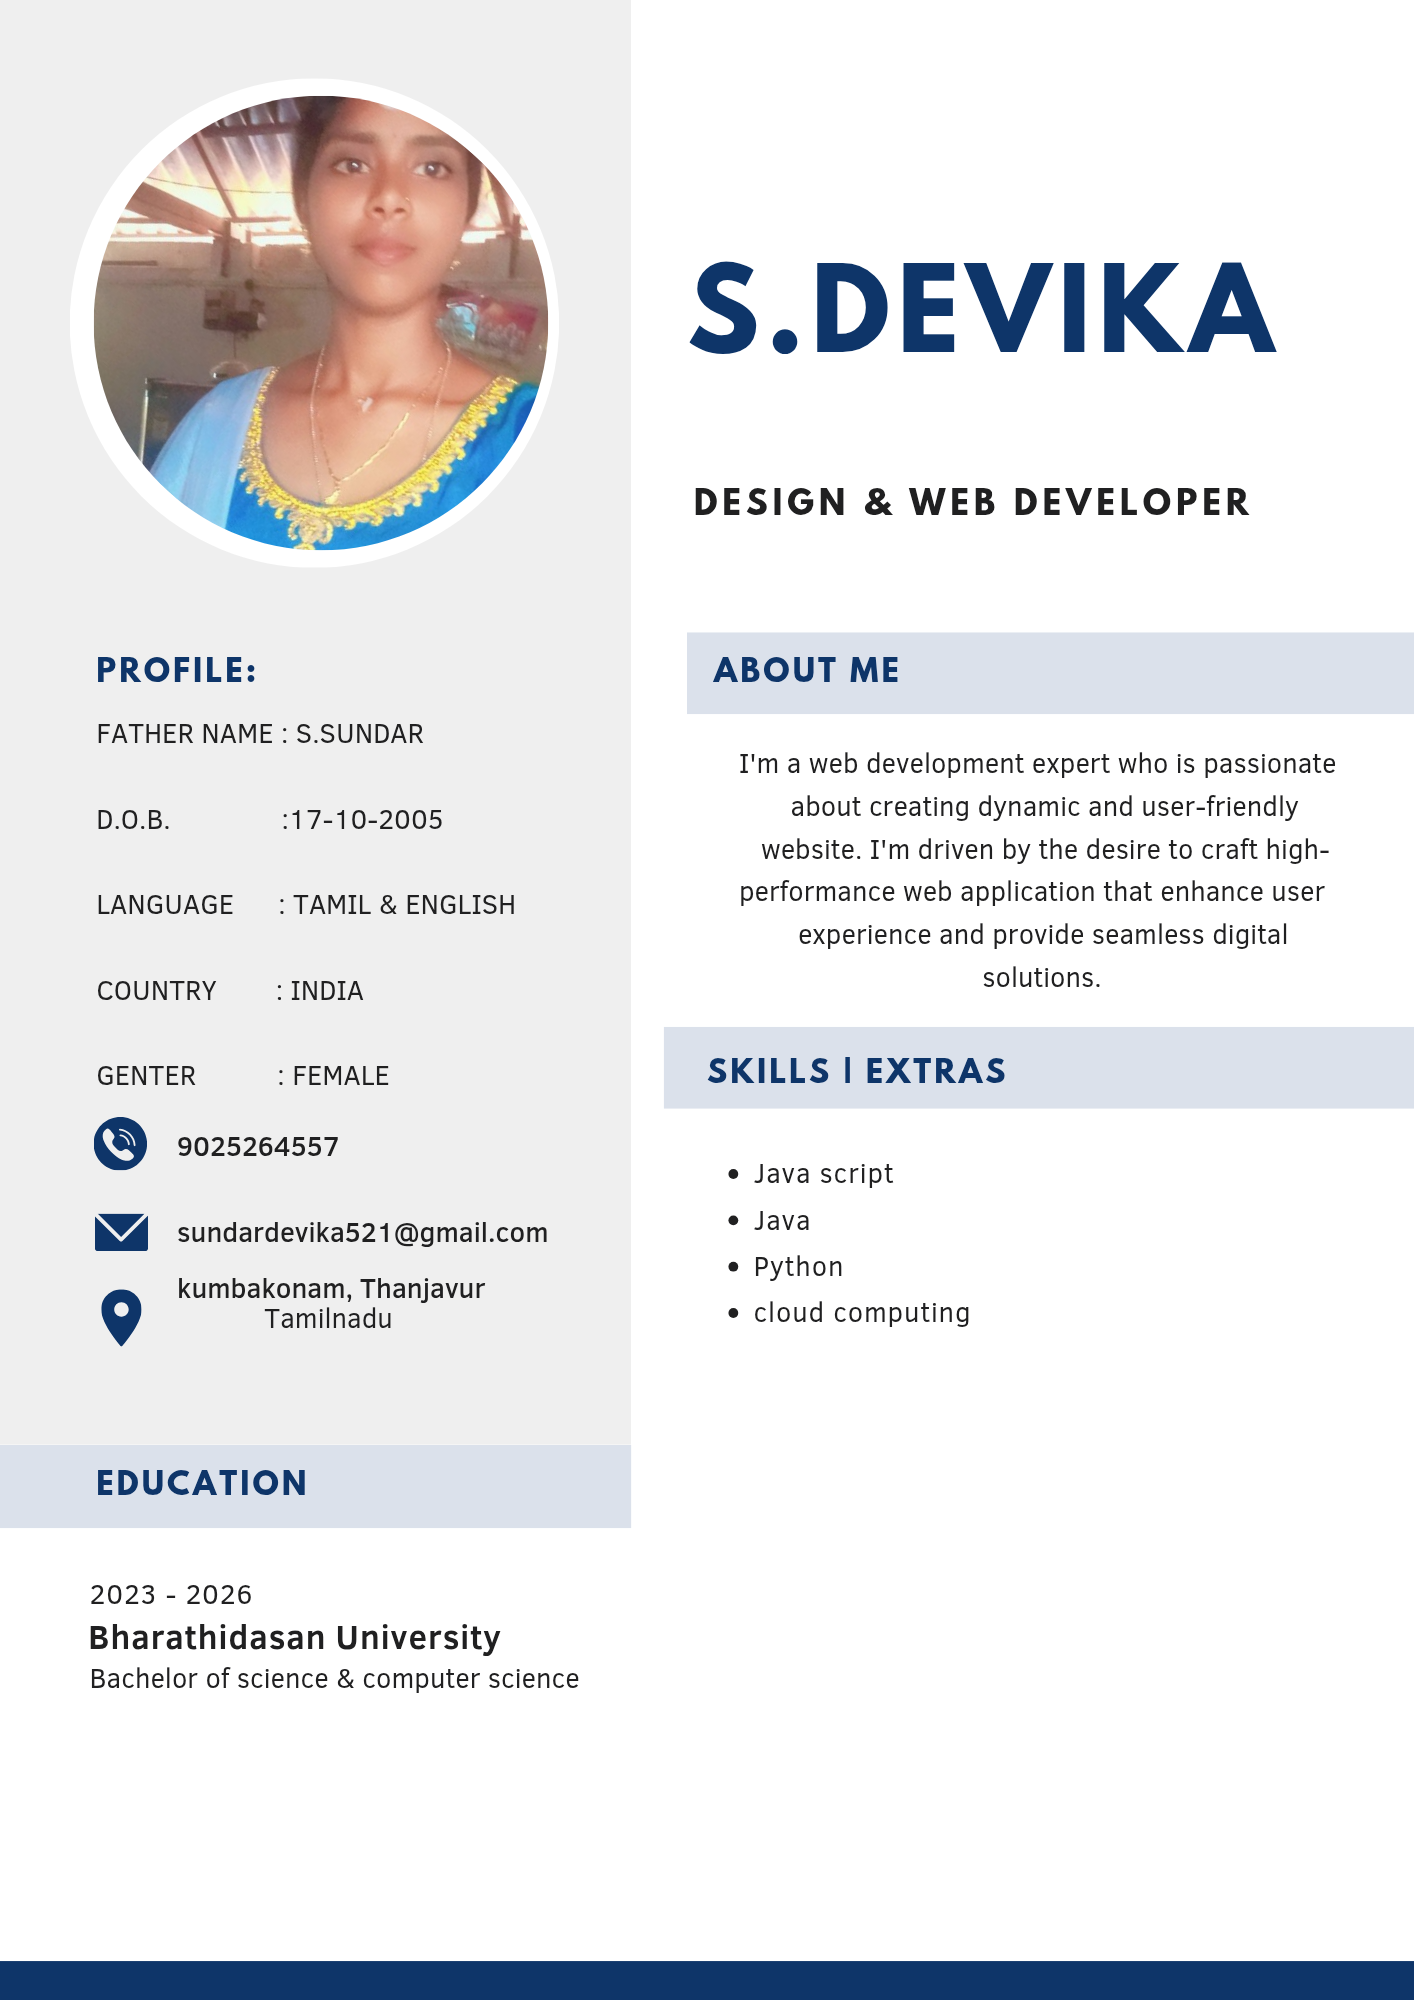 S.DEVIKA
DESIGN & WEB DEVELOPER
PROFILE:
FATHER NAME : S.SUNDAR
D.O.B. :17-10-2005
LANGUAGE : TAMIL & ENGLISH
COUNTRY : INDIA
GENTER : FEMALE
9025264557
sundardevika521@gmail.com
kumbakonam, Thanjavur
Tamilnadu
EDUCATION
2023 - 2026
Bharathidasan University
Bachelor of science & computer science
ABOUT ME
I'm a web development expert who is passionate
about creating dynamic and user-friendly
website. I'm driven by the desire to craft high-
performance web application that enhance user
experience and provide seamless digital
solutions.
SKILLS | EXTRAS
• Java script
• Java
• Python
• cloud computing